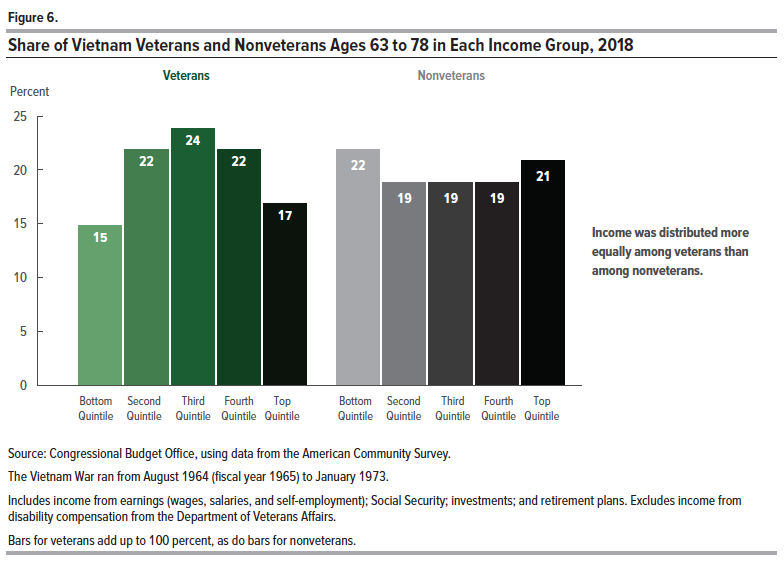 Figure 6.
Share of Vietnam Veterans and Nonveterans Ages 63 to 78 in Each Income Group, 2018
Veterans
Nonveterans
Percent
25
20
15
10
5
0
15
22
24
22
17
22
19
19
19
21
Income was distributed more
equally among veterans than
among nonveterans.
Bottom Second Third Fourth Top
Quintile Quintile Quintile Quintile Quintile
Bottom Second Third Fourth Top
Quintile Quintile Quintile Quintile Quintile
Source: Congressional Budget Office, using data from the American Community Survey.
The Vietnam War ran from August 1964 (fiscal year 1965) to January 1973.
Includes income from earnings (wages, salaries, and self-employment); Social Security; investments; and retirement plans. Excludes income from
disability compensation from the Department of Veterans Affairs.
Bars for veterans add up to 100 percent, as do bars for nonveterans.